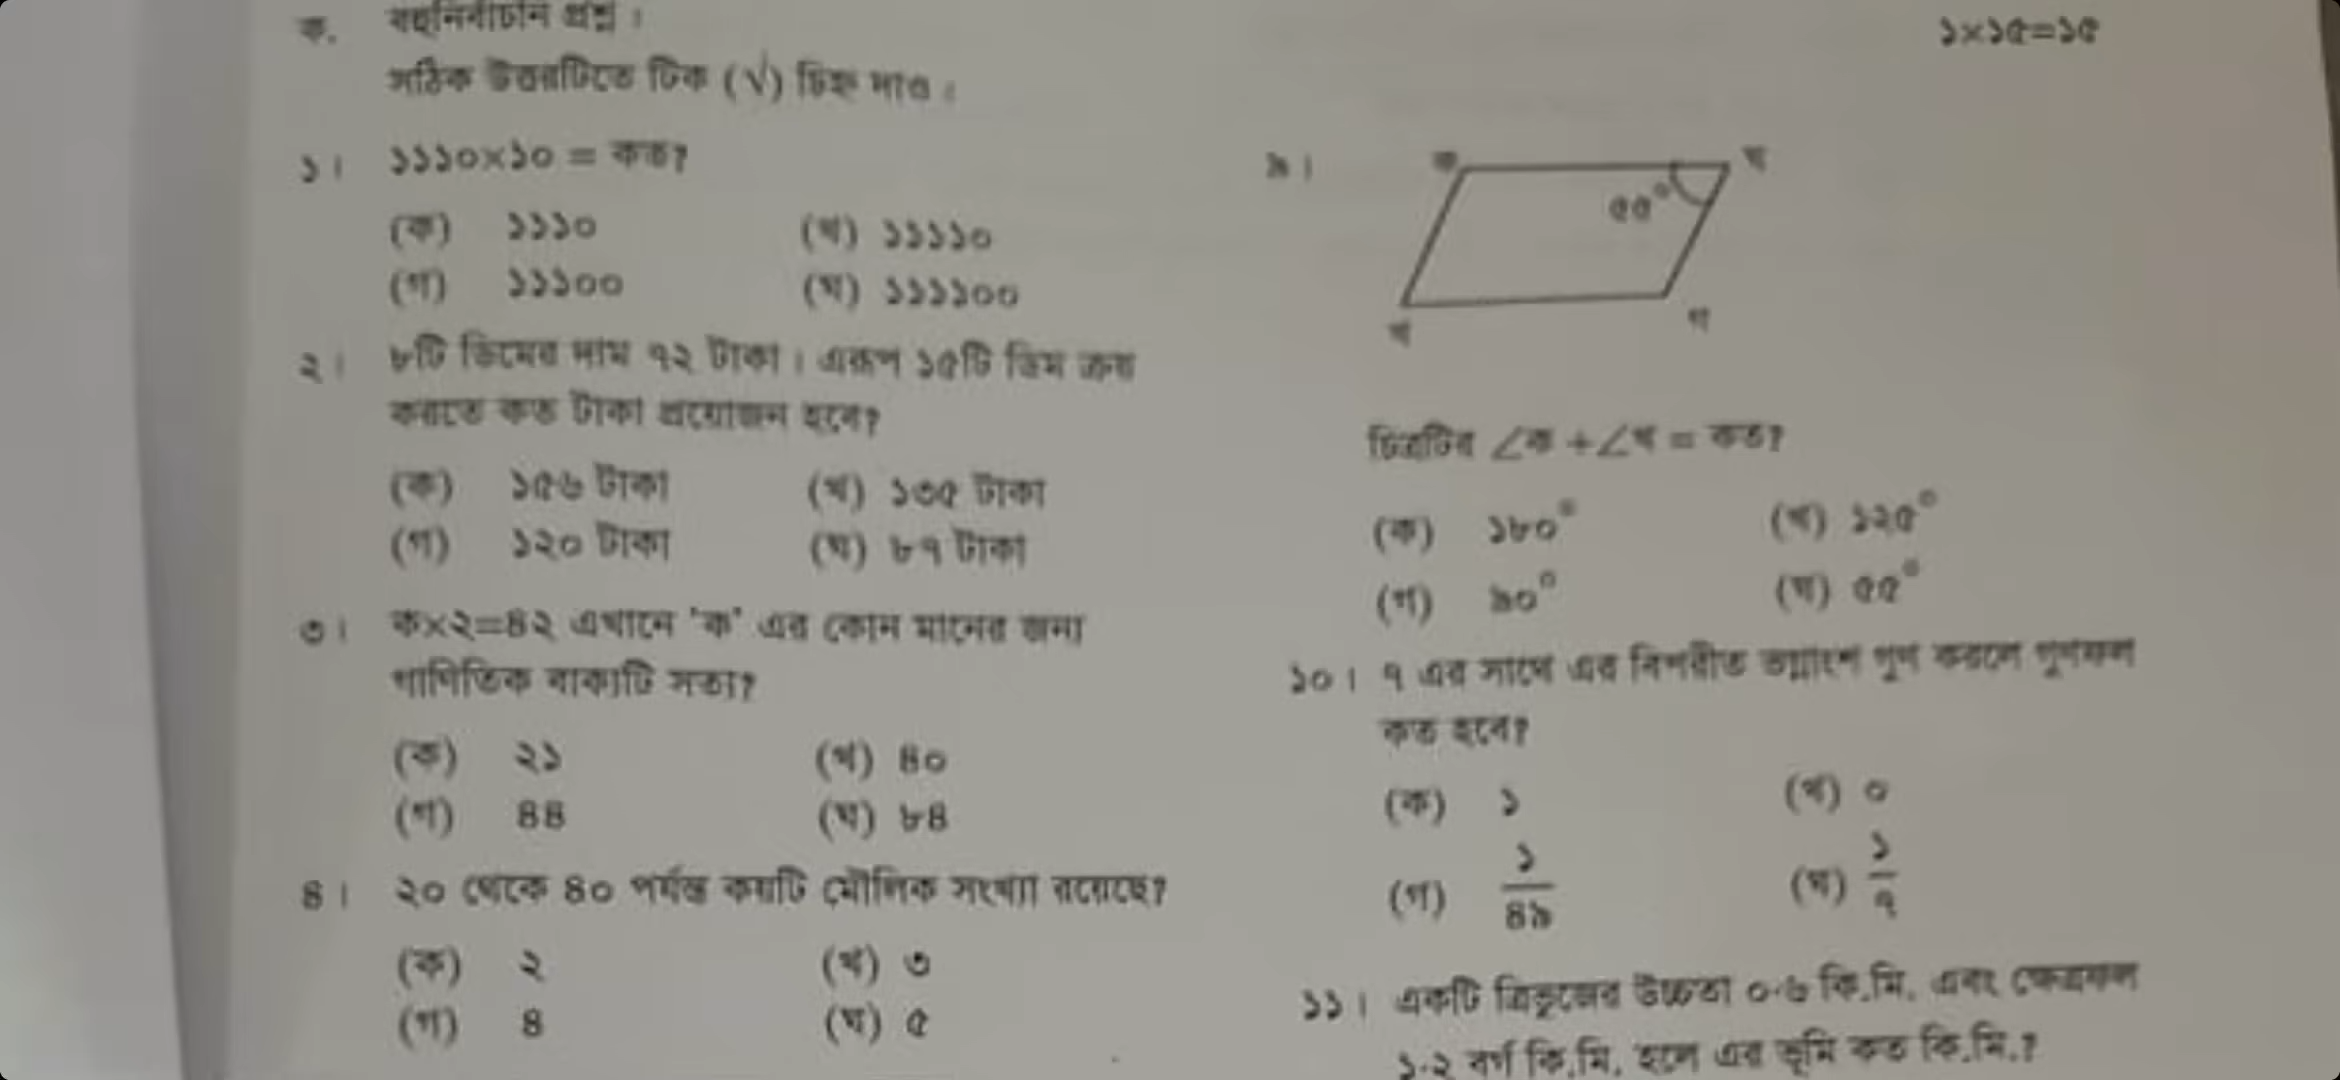 ক. বহুনির্বাচনি প্রশ্ন।
১×১৫=১৫
সঠিক উত্তরটিতে টিক (√) চিহ্ন দাও।
১। ১১১০×১০ = কত?
(ক) ১১১০ (খ) ১১১১০
(গ) ১১১০০ (ঘ) ১১১১০০
২। ৮টি ডিমের দাম ৭২ টাকা। এরূপ ১৫টি ডিম ক্রয়
করতে কত টাকা প্রয়োজন হবে?
(ক) ১৫৬ টাকা (খ) ১৩৫ টাকা
(গ) ১২০ টাকা (ঘ) ৮৭ টাকা
৩। ক×২=৪২ এখানে 'ক' এর কোন মানের জন্য
গাণিতিক বাক্যটি সত্য?
(ক) ২১ (খ) ৪০
(গ) ৪৪ (ঘ) ৮৪
৪। ২০ থেকে ৪০ পর্যন্ত কয়টি মৌলিক সংখ্যা রয়েছে?
(ক) ২ (খ) ৩
(গ) ৪ (ঘ) ৫
৯।
ক
৫৫°
গ
চিত্রটির ∠ক +∠খ = কত?
(ক) ১৮০° (খ) ১২৫°
(গ) ৯০° (ঘ) ৫৫°
১০। ৭ এর সাথে এর বিপরীত ভগ্নাংশ গুণ করলে গুণফল
কত হবে?
(ক) ১ (খ) ০
(গ) ১/৪৯ (ঘ) ১/৭
১১। একটি ত্রিভুজের উচ্চতা ০.৬ কি.মি. এবং ক্ষেত্রফল
১.২ বর্গ কি.মি. হলে এর ভূমি কত কি.মি.?